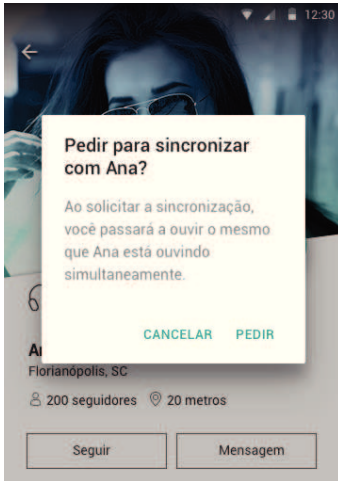 12:30
Pedir para sincronizar
com Ana?
Ao solicitar a sincronização,
você passará a ouvir o mesmo
que Ana está ouvindo
simultaneamente.
CANCELAR PEDIR
Florianópolis, SC
200 seguidores 20 metros
Seguir Mensagem